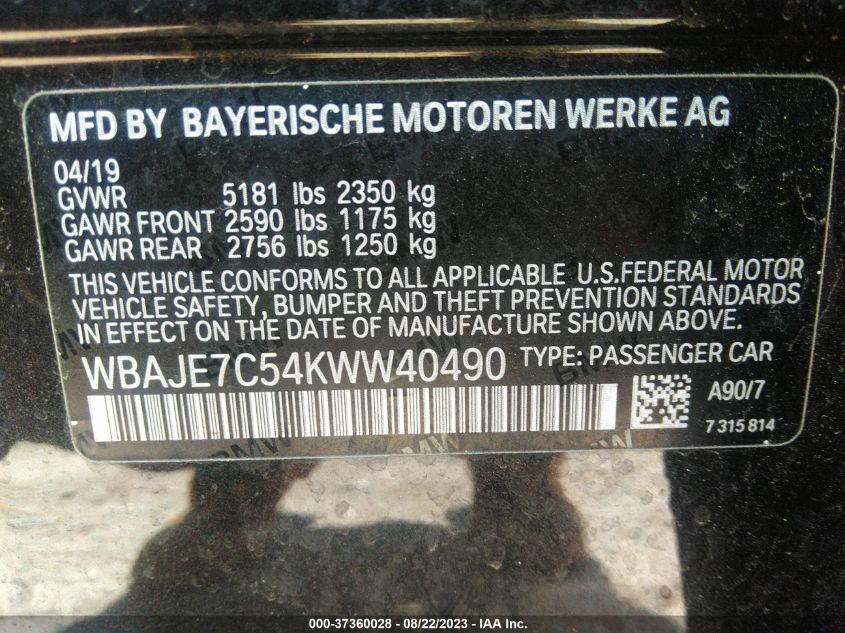 MFD BY BAYERISCHE MOTOREN WERKE AG
04/19
GVWR 5181 lbs 2350 kg
GAWR FRONT 2590 lbs 1175 kg
GAWR REAR 2756 lbs 1250 kg
THIS VEHICLE CONFORMS TO ALL APPLICABLE U.S.FEDERAL MOTOR
VEHICLE SAFETY, BUMPER AND THEFT PREVENTION STANDARDS
IN EFFECT ON THE DATE OF MANUFACTURE SHOWN ABOVE.
WBAJE7C54KWW40490 TYPE: PASSENGER CAR
A90/7
7 315 814
000-37360028 - 08/22/2023 - IAA Inc.